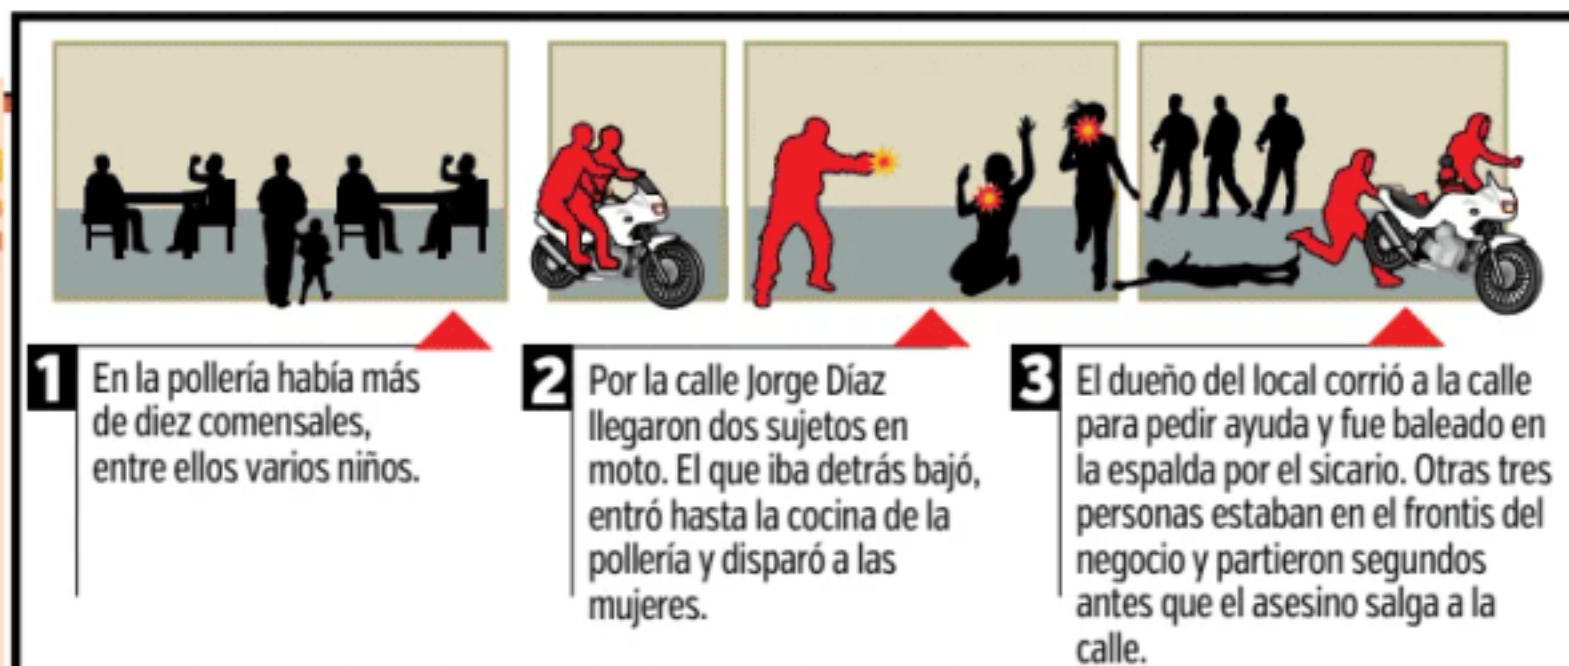 1
En la pollería había más
de diez comensales,
entre ellos varios niños.
2
Por la calle Jorge Díaz
llegaron dos sujetos en
moto. El que iba detrás bajó,
entró hasta la cocina de la
pollería y disparó a las
mujeres.
3
El dueño del local corrió a la calle
para pedir ayuda y fue baleado en
la espalda por el sicario. Otras tres
personas estaban en el frontis del
negocio y partieron segundos
antes que el asesino salga a la
calle.